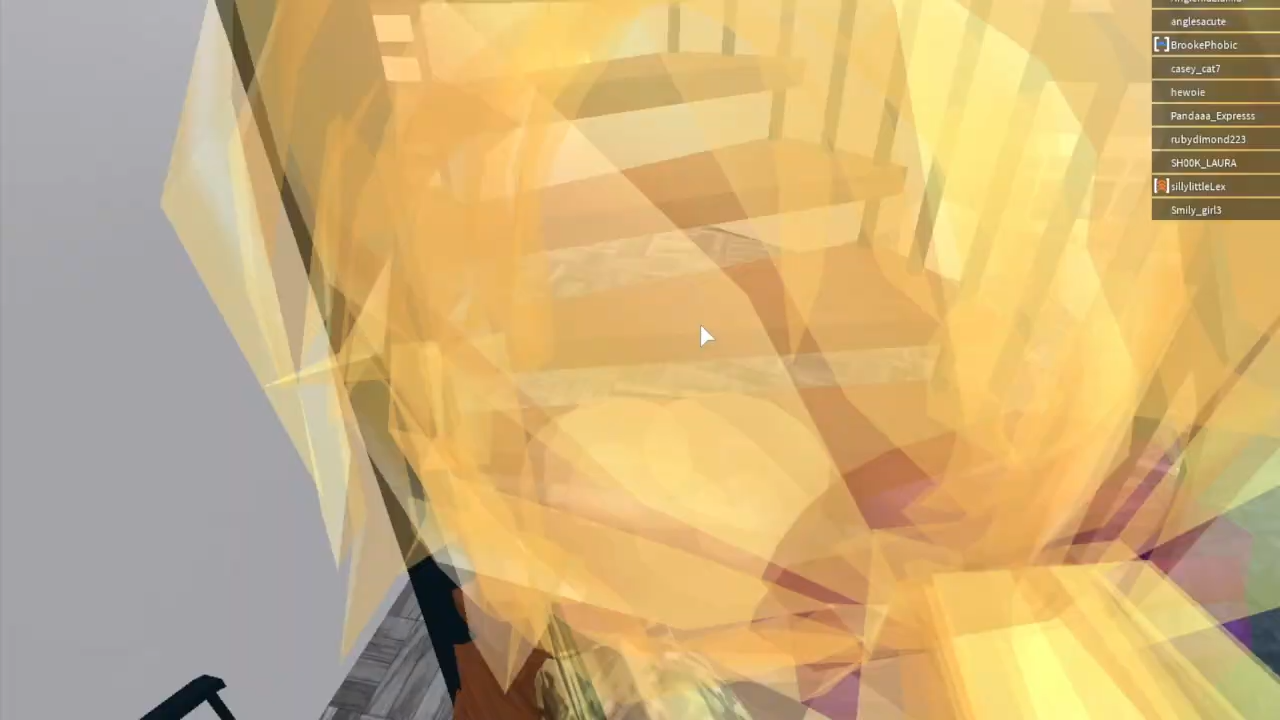 anglesacute
BrookePhobic
casey_cat7
hewoie
Pandaaa_Expresss
rubydimond223
SH00K_LAURA
sillylittleLex
Smily_girl3